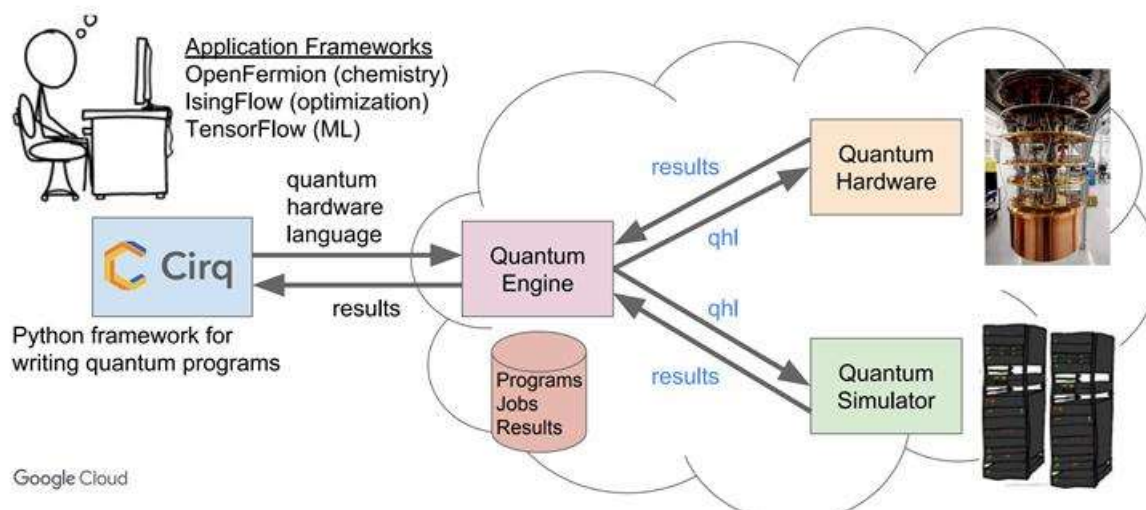 Application Frameworks
OpenFermion (chemistry)
IsingFlow (optimization)
TensorFlow (ML)
quantum
hardware
language
Cirq
results
Python framework for
writing quantum programs
Quantum
Engine
Programs
Jobs
Results
results
qhl
qhl
results
Quantum
Hardware
Quantum
Simulator
Google Cloud